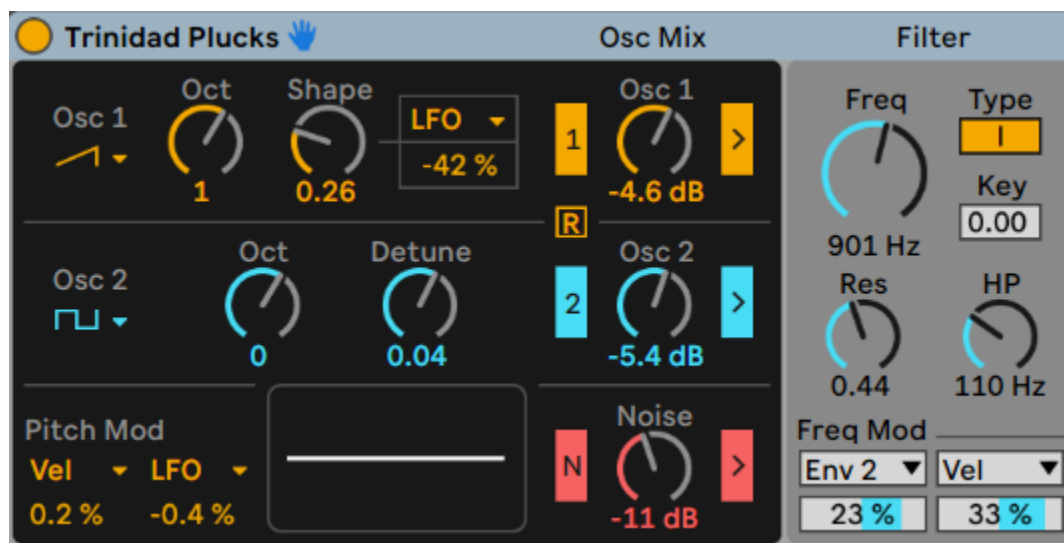 Trinidad Plucks Osc Mix Filter
Osc 1 Oct Shape LFO -42 % 1 Osc 1 >
1 0.26 -4.6 dB
R
Osc 2 Oct Detune 2 Osc 2 >
0 0.04 -5.4 dB
Pitch Mod N Noise >
Vel LFO
0.2 % -0.4 % -11 dB
Freq Type
I
Key
0.00
901 Hz
Res HP
0.44 110 Hz
Freq Mod
Env 2 Vel
23 % 33 %